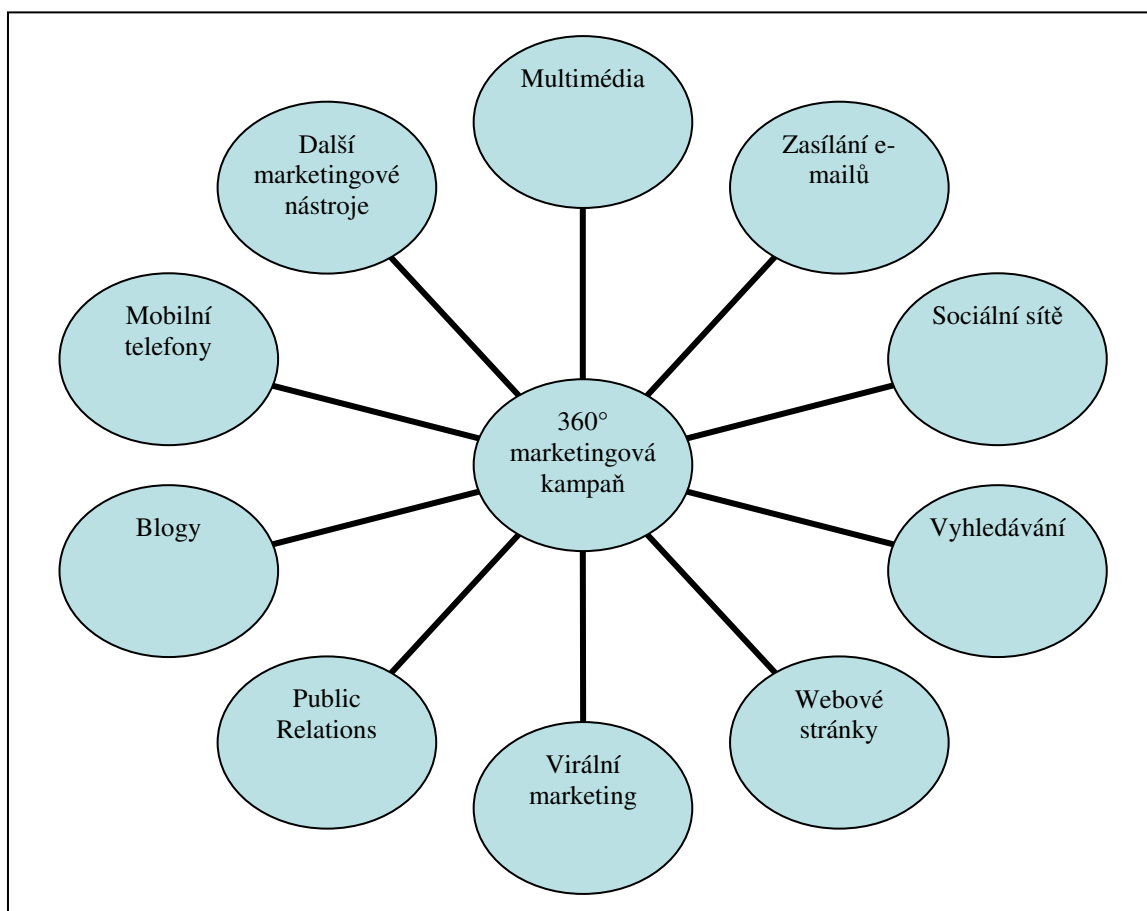 Multimédia
Zasílání e-
mailů
Sociální sítě
Vyhledávání
Webové
stránky
Virální
marketing
Public
Relations
Blogy
Mobilní
telefony
Další
marketingové
nástroje
360°
marketingová
kampaň